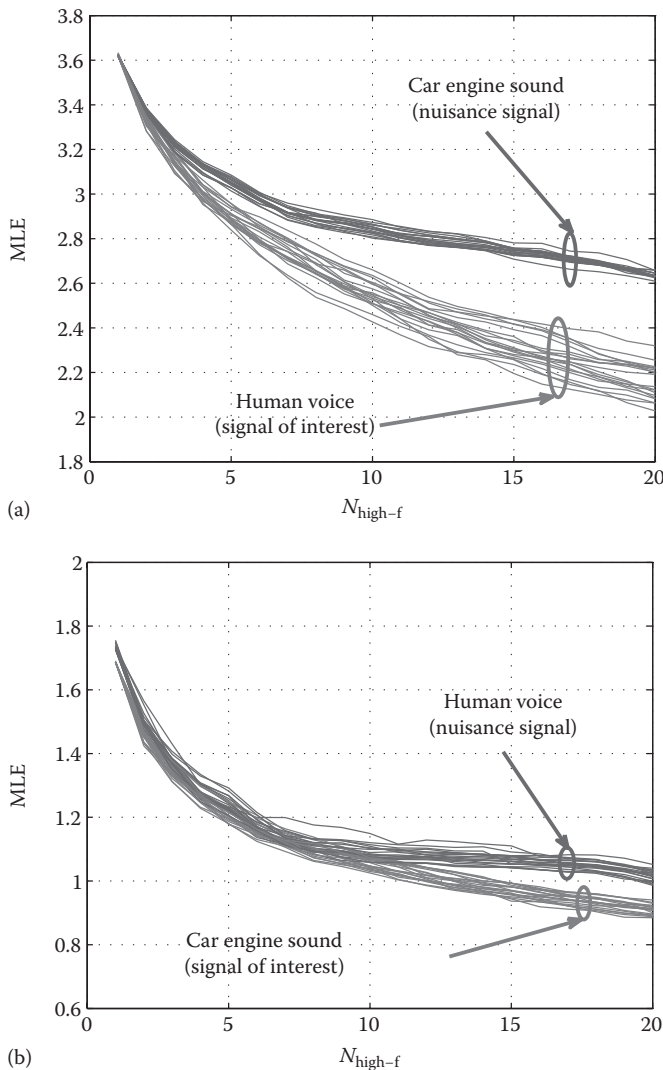 3.8
3.6
3.4
3.2
3
2.8
2.6
2.4
2.2
2
1.8
MLE
Car engine sound
(nuisance signal)
Human voice
(signal of interest)
0 5 10 15 20
N high–f
(a)
2
1.8
1.6
1.4
1.2
1
0.8
0.6
MLE
Human voice
(nuisance signal)
Car engine sound
(signal of interest)
0 5 10 15 20
N high–f
(b)